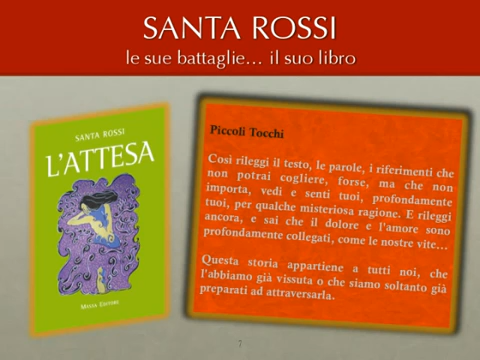 SANTA ROSSI
le sue battaglie... il suo libro
SANTA ROSSI
L'ATTESA
MANNI EDITORI
Piccoli Tocchi
Così rileggi il testo, le parole, i riferimenti che
non potrai cogliere, forse, ma che non
importa, vedi e senti tuoi, profondamente
tuoi, per qualche misteriosa ragione. E rileggi
ancora, e sai che il dolore e l'amore sono
profondamente collegati, come le nostre vite...
Questa storia appartiene a tutti noi, che
l'abbiamo già vissuta o che siamo soltanto già
preparati ad attraversarla.
7